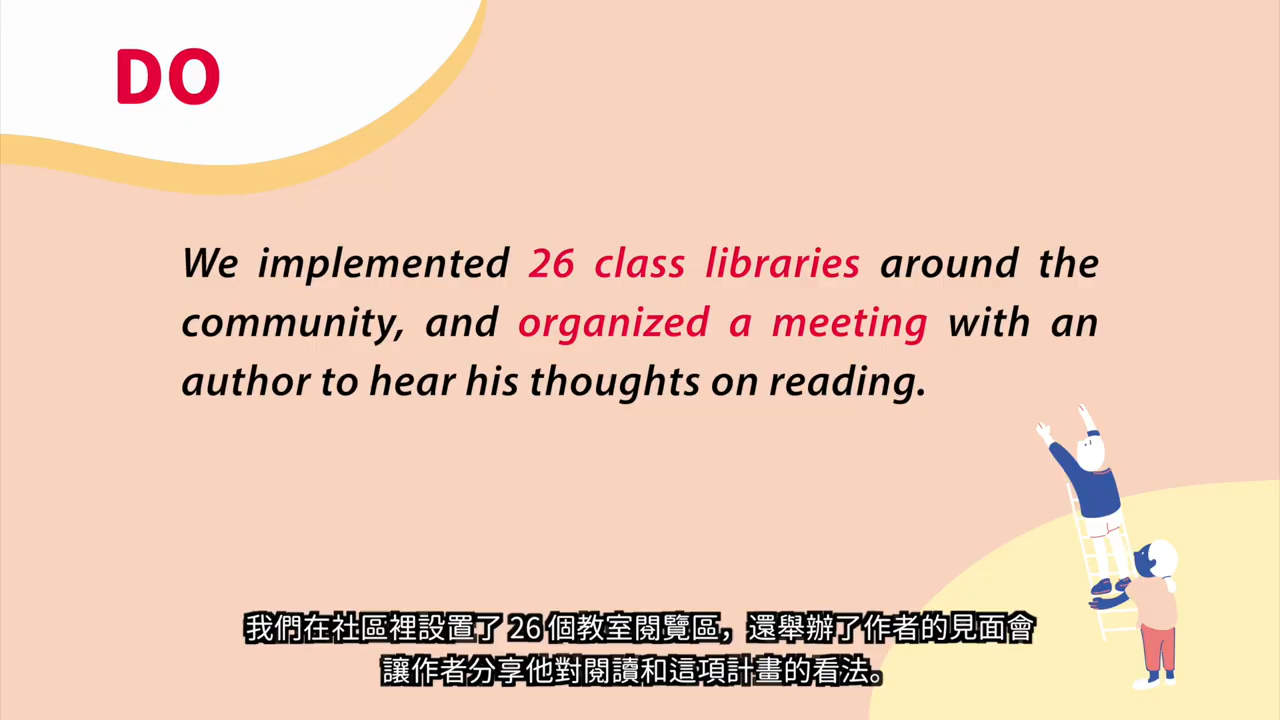 DO
We implemented 26 class libraries around the
community, and organized a meeting with an
author to hear his thoughts on reading.
我們在社區裡設置了 26 個教室閱覽區，還舉辦了作者的見面會
讓作者分享他對閱讀和這項計畫的看法。